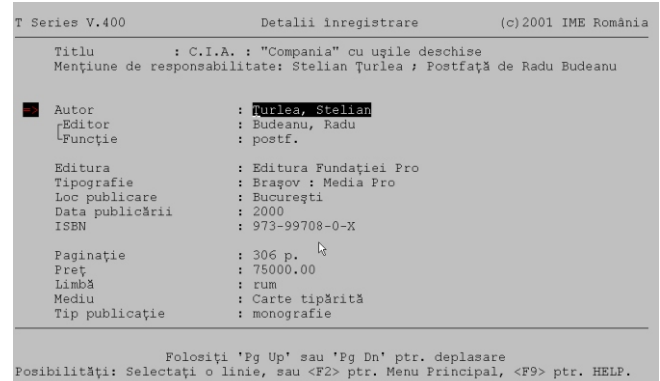 T Series V.400 Detalii înregistrare (c)2001 IME România
Titlu : C.I.A. : "Compania" cu uşile deschise
Menţiune de responsabilitate: Stelian Ţurlea ; Postfaţă de Radu Budeanu
=> Autor : Ţurlea, Stelian
Editor : Budeanu, Radu
Funcţie : postf.
Editura : Editura Fundaţiei Pro
Tipografie : Braşov : Media Pro
Loc publicare : Bucureşti
Data publicării : 2000
ISBN : 973-99708-0-X
Paginaţie : 306 p.
Preţ : 75000.00
Limbă : rum
Mediu : Carte tipărită
Tip publicaţie : monografie
Folosiţi 'Pg Up' sau 'Pg Dn' ptr. deplasare
Posibilităţi: Selectaţi o linie, sau <F2> ptr. Menu Principal, <F9> ptr. HELP.